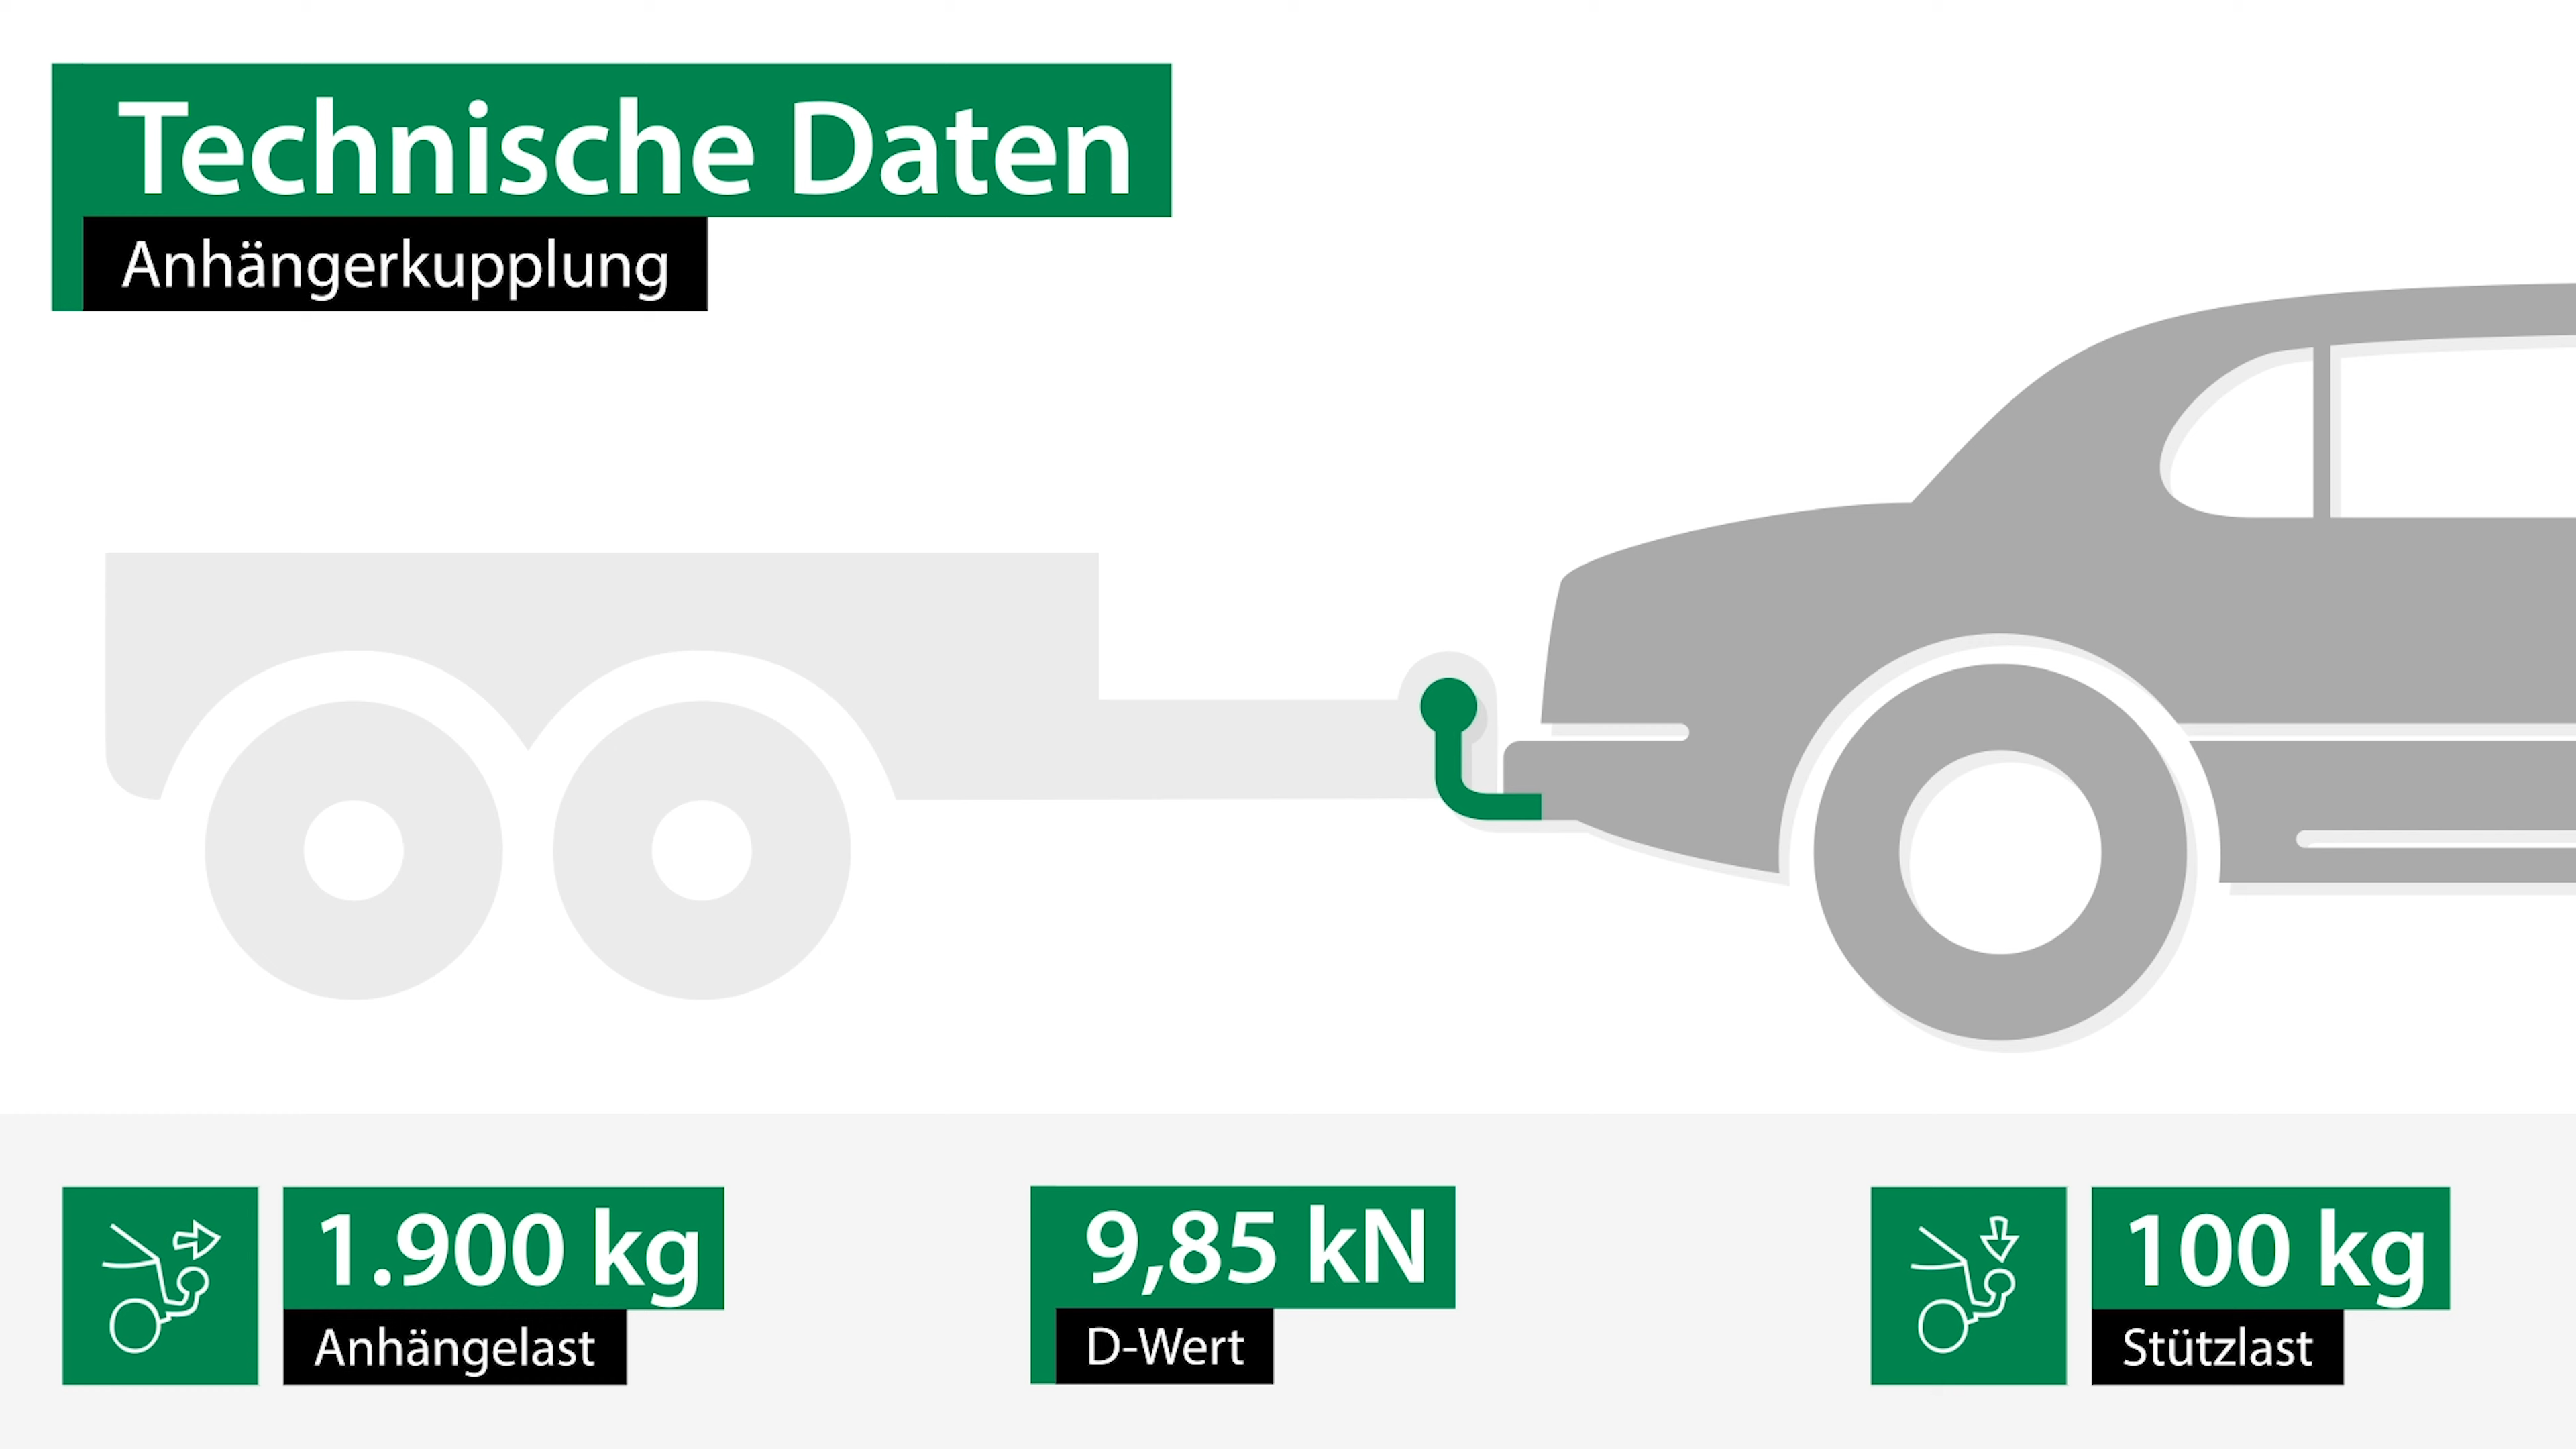 Technische Daten
Anhängerkupplung
1.900 kg
Anhängelast
9,85 kN
D-Wert
100 kg
Stützlast